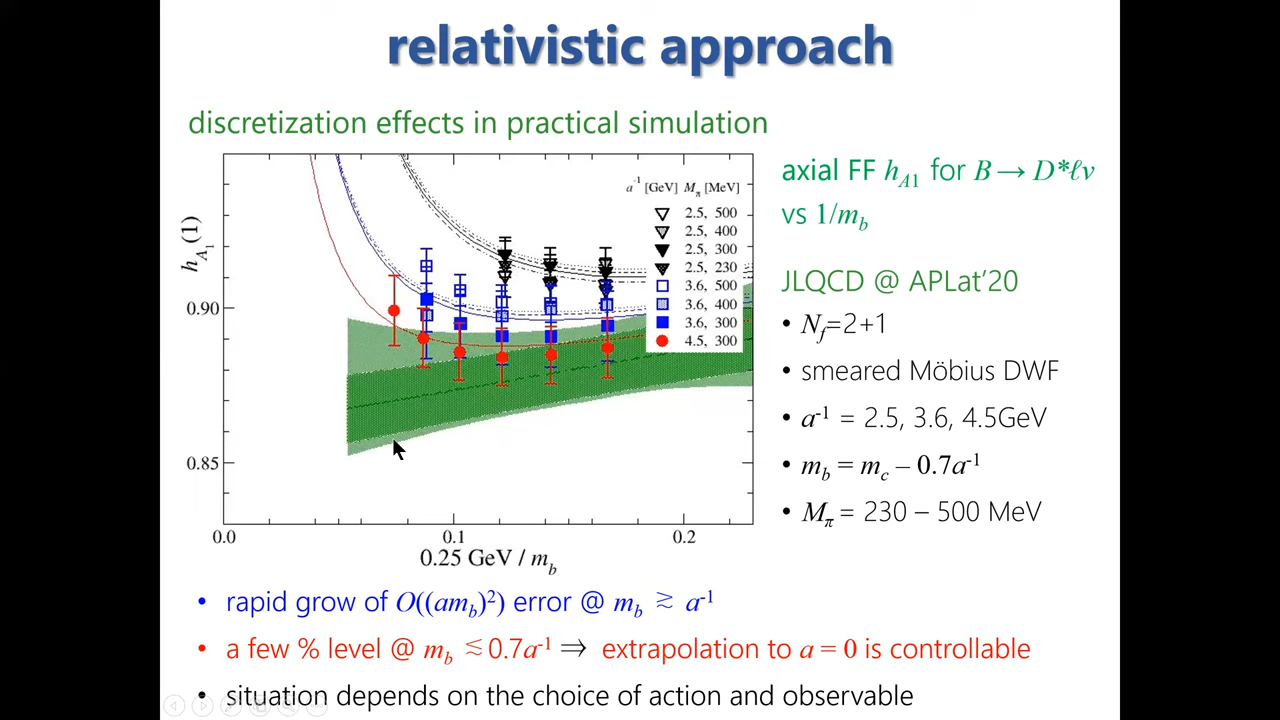 relativistic approach
discretization effects in practical simulation
axial FF h_A1 for B → D*ℓν
vs 1/m_b
JLQCD @ APLat'20
• N_f=2+1
• smeared Möbius DWF
• a⁻¹ = 2.5, 3.6, 4.5GeV
• m_b = m_c – 0.7a⁻¹
• M_π = 230 – 500 MeV
a⁻¹ [GeV] M_π [MeV]
2.5, 500
2.5, 400
2.5, 300
2.5, 230
3.6, 500
3.6, 400
3.6, 300
4.5, 300
h_A₁(1)
0.90
0.85
0.0 0.1 0.2
0.25 GeV / m_b
• rapid grow of O((am_b)²) error @ m_b ≳ a⁻¹
• a few % level @ m_b ≲ 0.7a⁻¹ ⇒ extrapolation to a = 0 is controllable
• situation depends on the choice of action and observable